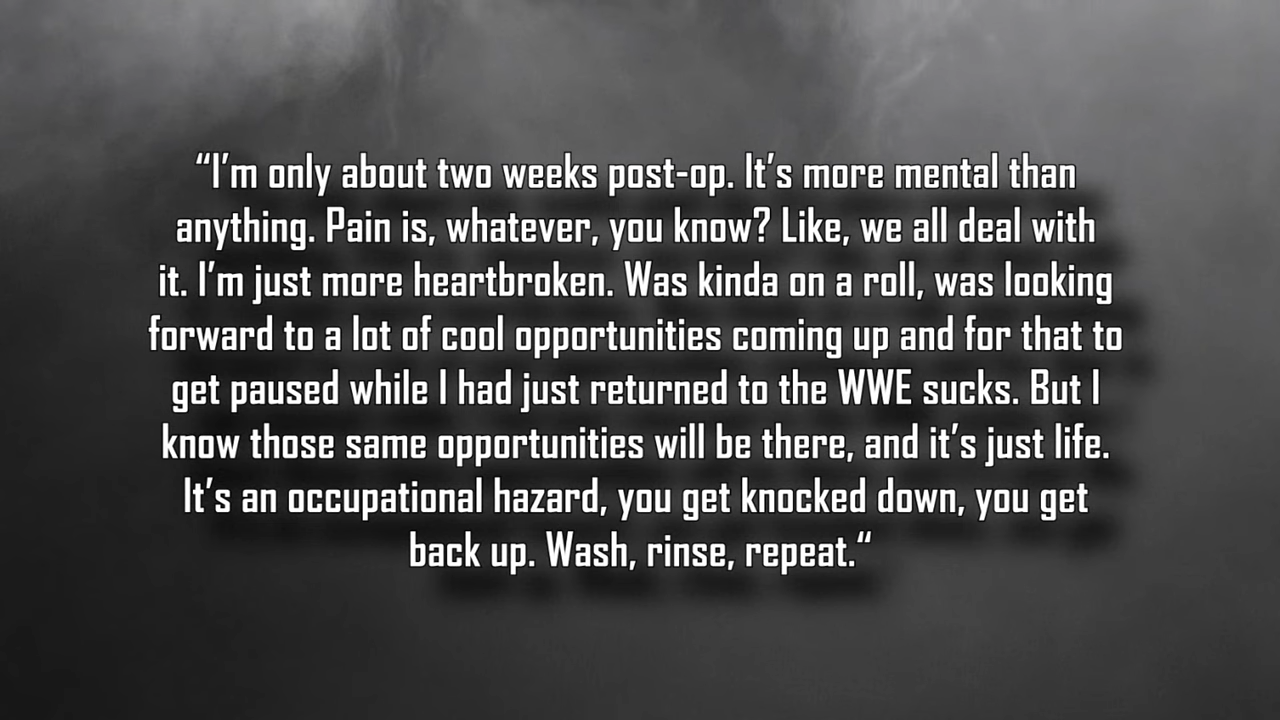 “I’m only about two weeks post-op. It’s more mental than
anything. Pain is, whatever, you know? Like, we all deal with
it. I’m just more heartbroken. Was kinda on a roll, was looking
forward to a lot of cool opportunities coming up and for that to
get paused while I had just returned to the WWE sucks. But I
know those same opportunities will be there, and it’s just life.
It’s an occupational hazard, you get knocked down, you get
back up. Wash, rinse, repeat.“